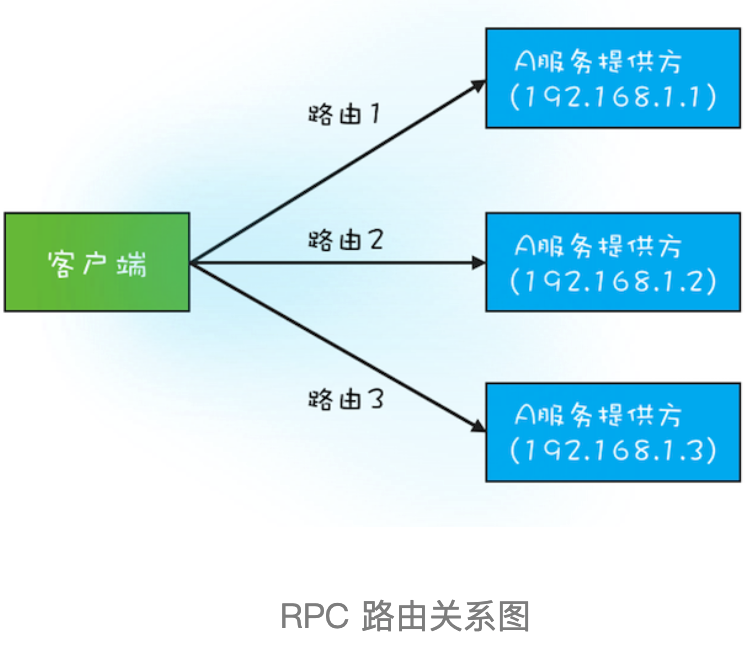 A服务提供方
(192.168.1.1)
路由1
客户端
路由2
A服务提供方
(192.168.1.2)
路由3
A服务提供方
(192.168.1.3)
RPC 路由关系图